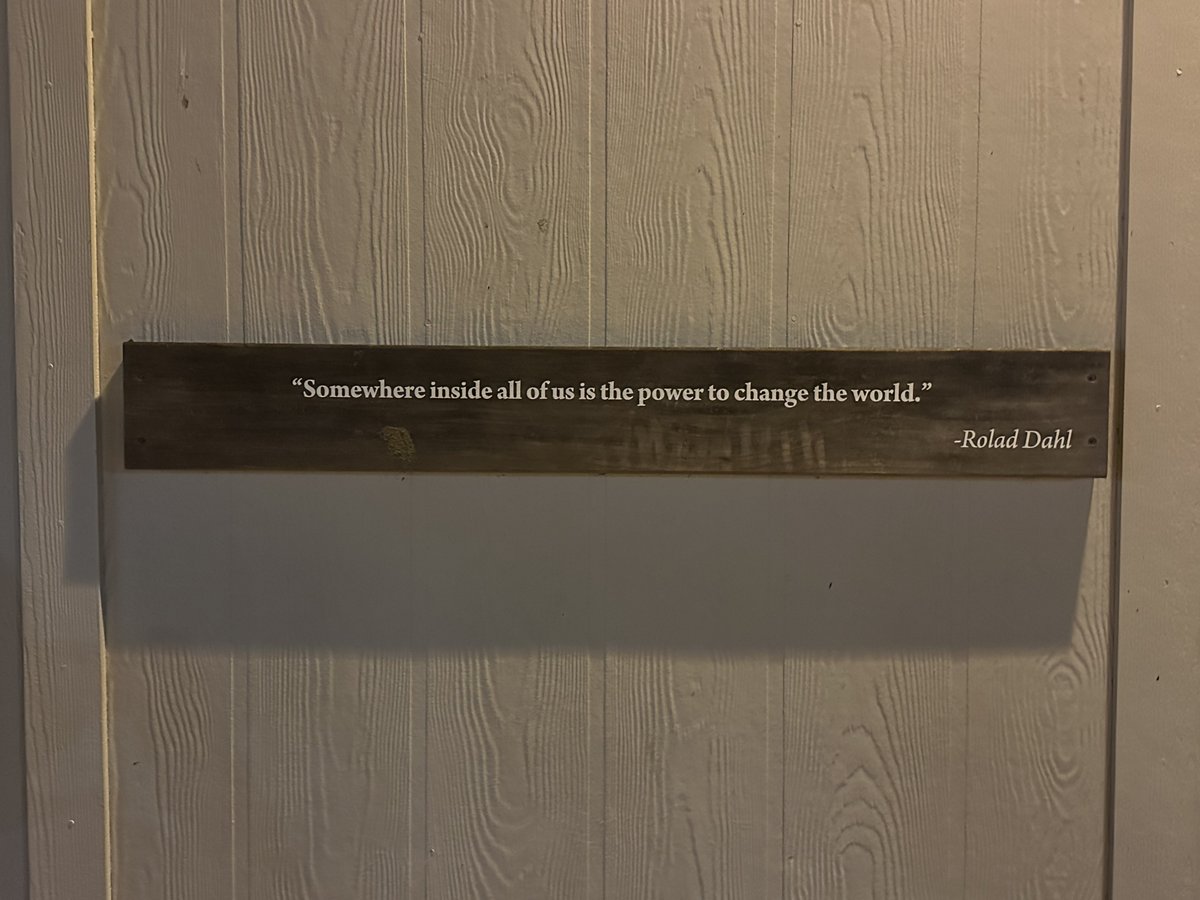 “Somewhere inside all of us is the power to change the world.”
-Rolad Dahl